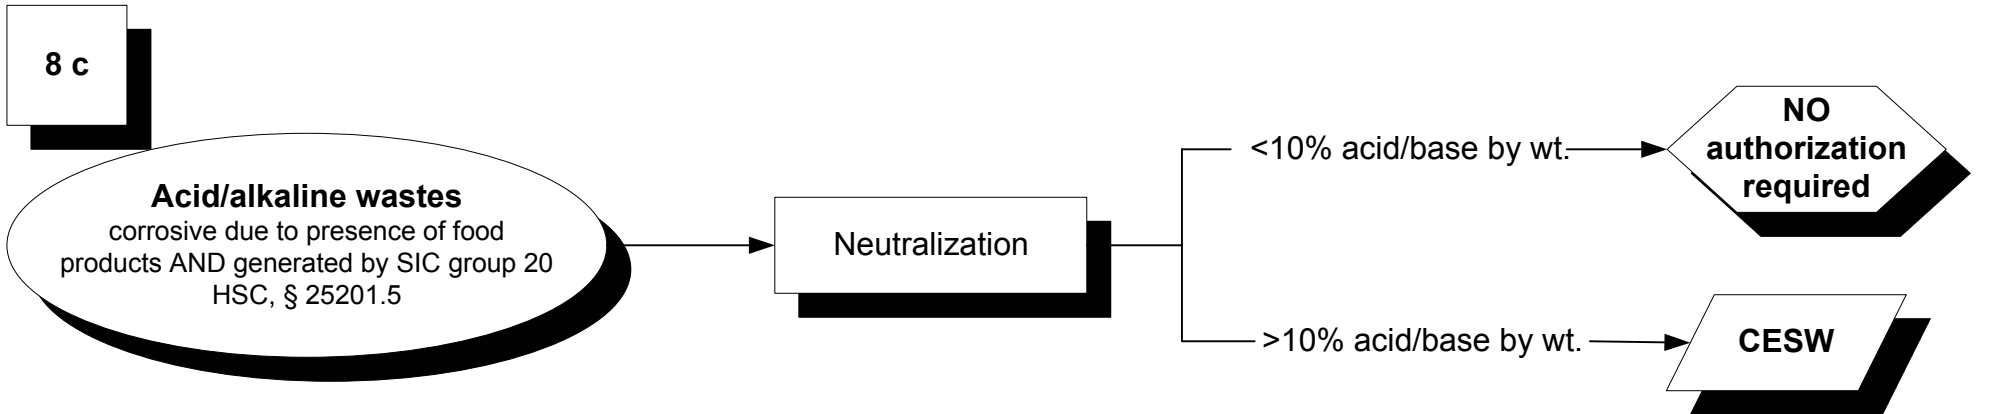 8 c
Acid/alkaline wastes
corrosive due to presence of food
products AND generated by SIC group 20
HSC, § 25201.5
Neutralization
<10% acid/base by wt.
NO
authorization
required
>10% acid/base by wt.
CESW